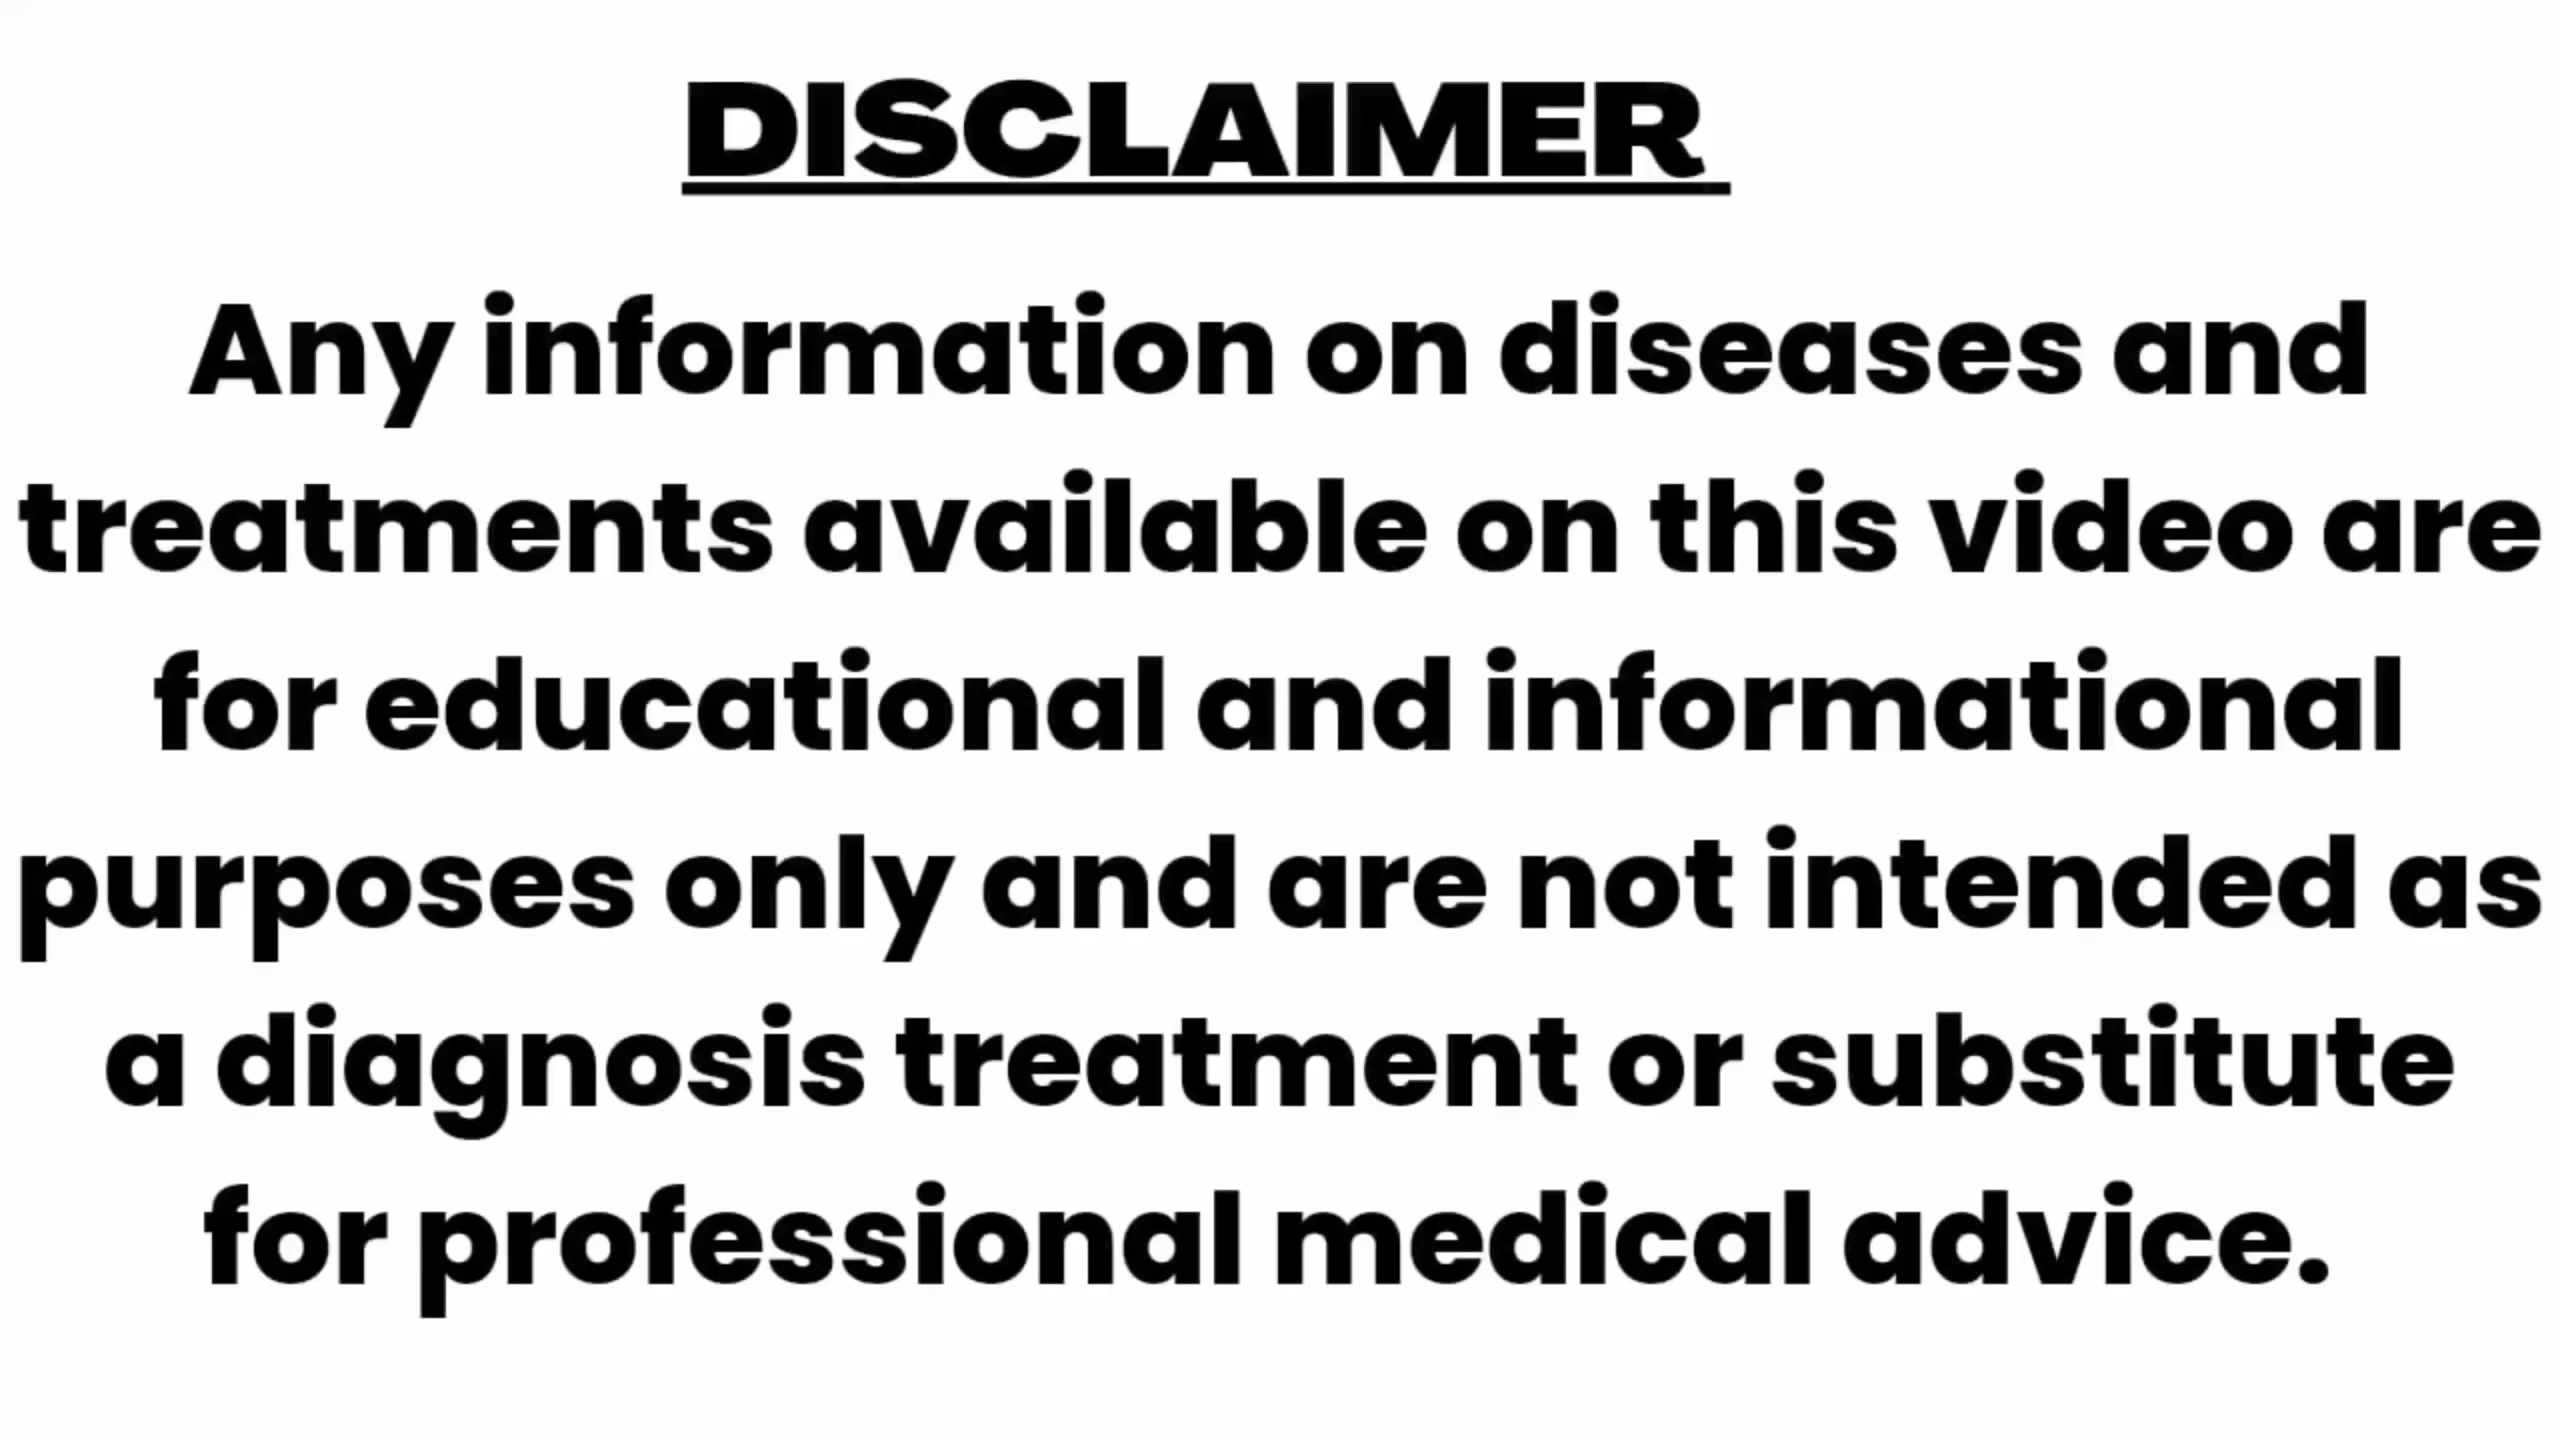 DISCLAIMER
Any information on diseases and
treatments available on this video are
for educational and informational
purposes only and are not intended as
a diagnosis treatment or substitute
for professional medical advice.